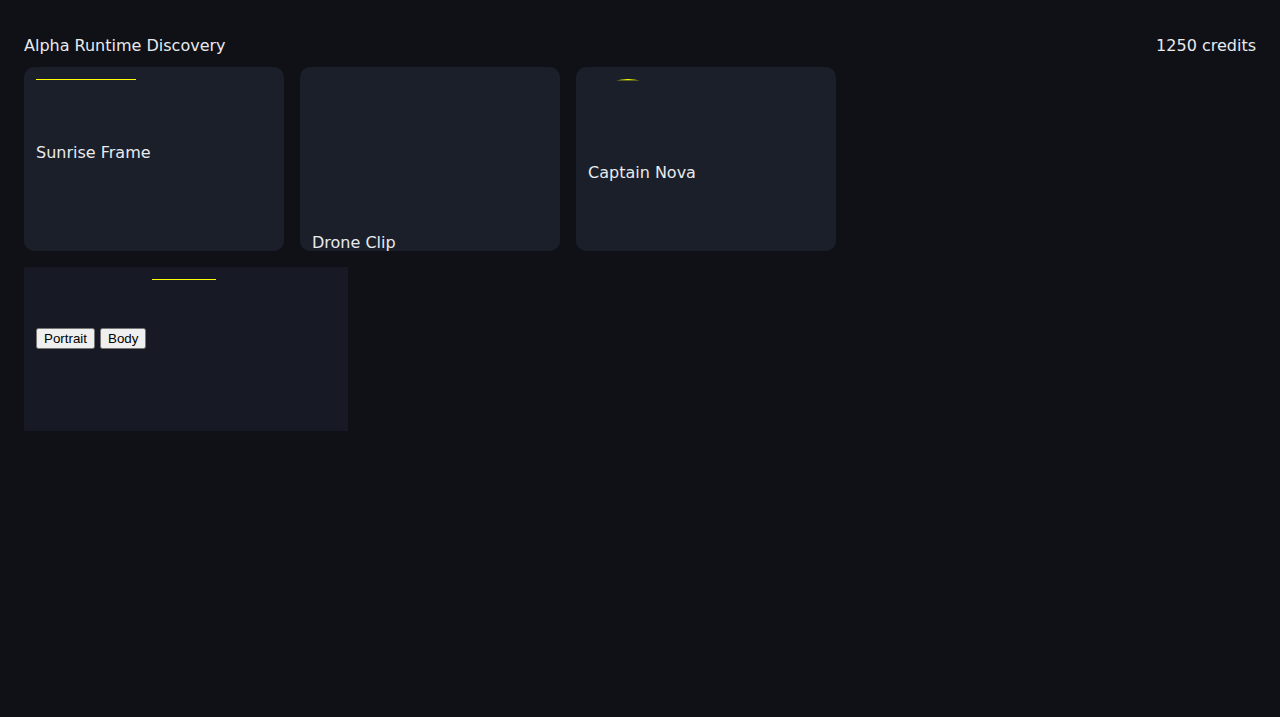 Alpha Runtime Discovery
1250 credits
Sunrise Frame
Drone Clip
Captain Nova
Portrait
Body